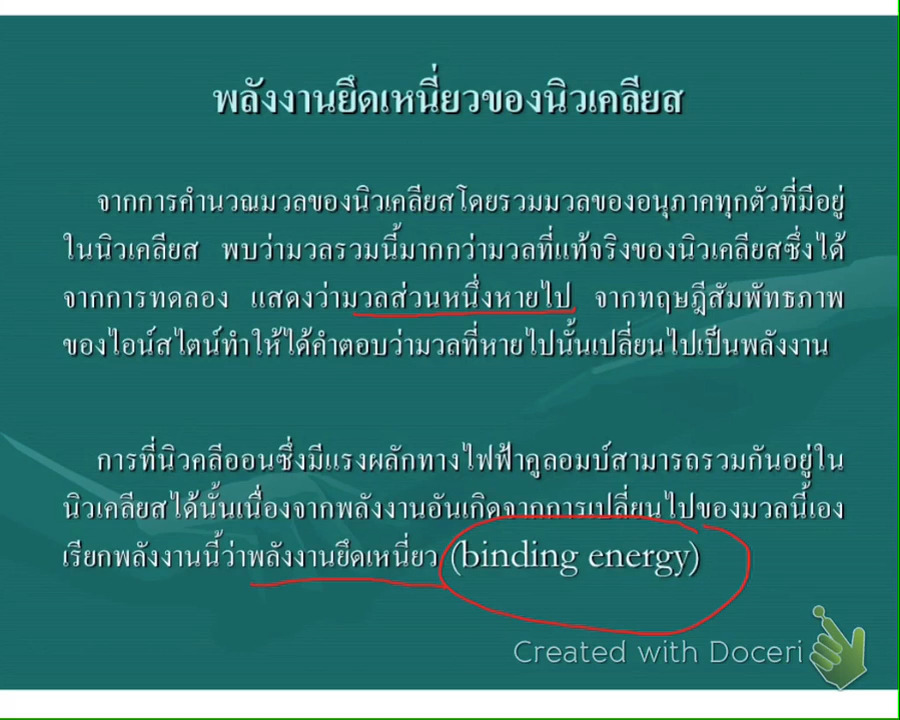 พลังงานยึดเหนี่ยวของนิวเคลียส
จากการคำนวณมวลของนิวเคลียสโดยรวมมวลของอนุภาคทุกตัวที่มีอยู่
ในนิวเคลียส พบว่ามวลรวมนี้มากกว่ามวลที่แท้จริงของนิวเคลียสซึ่งได้
จากการทดลอง แสดงว่ามวลส่วนหนึ่งหายไป จากทฤษฎีสัมพัทธภาพ
ของไอน์สไตน์ทำให้ได้คำตอบว่ามวลที่หายไปนั้นเปลี่ยนไปเป็นพลังงาน
การที่นิวคลีออนซึ่งมีแรงผลักทางไฟฟ้าคูลอมบ์สามารถรวมกันอยู่ใน
นิวเคลียสได้นั้นเนื่องจากพลังงานอันเกิดจากการเปลี่ยนไปของมวลนี้เอง
เรียกพลังงานนี้ว่าพลังงานยึดเหนี่ยว (binding energy)
Created with Doceri